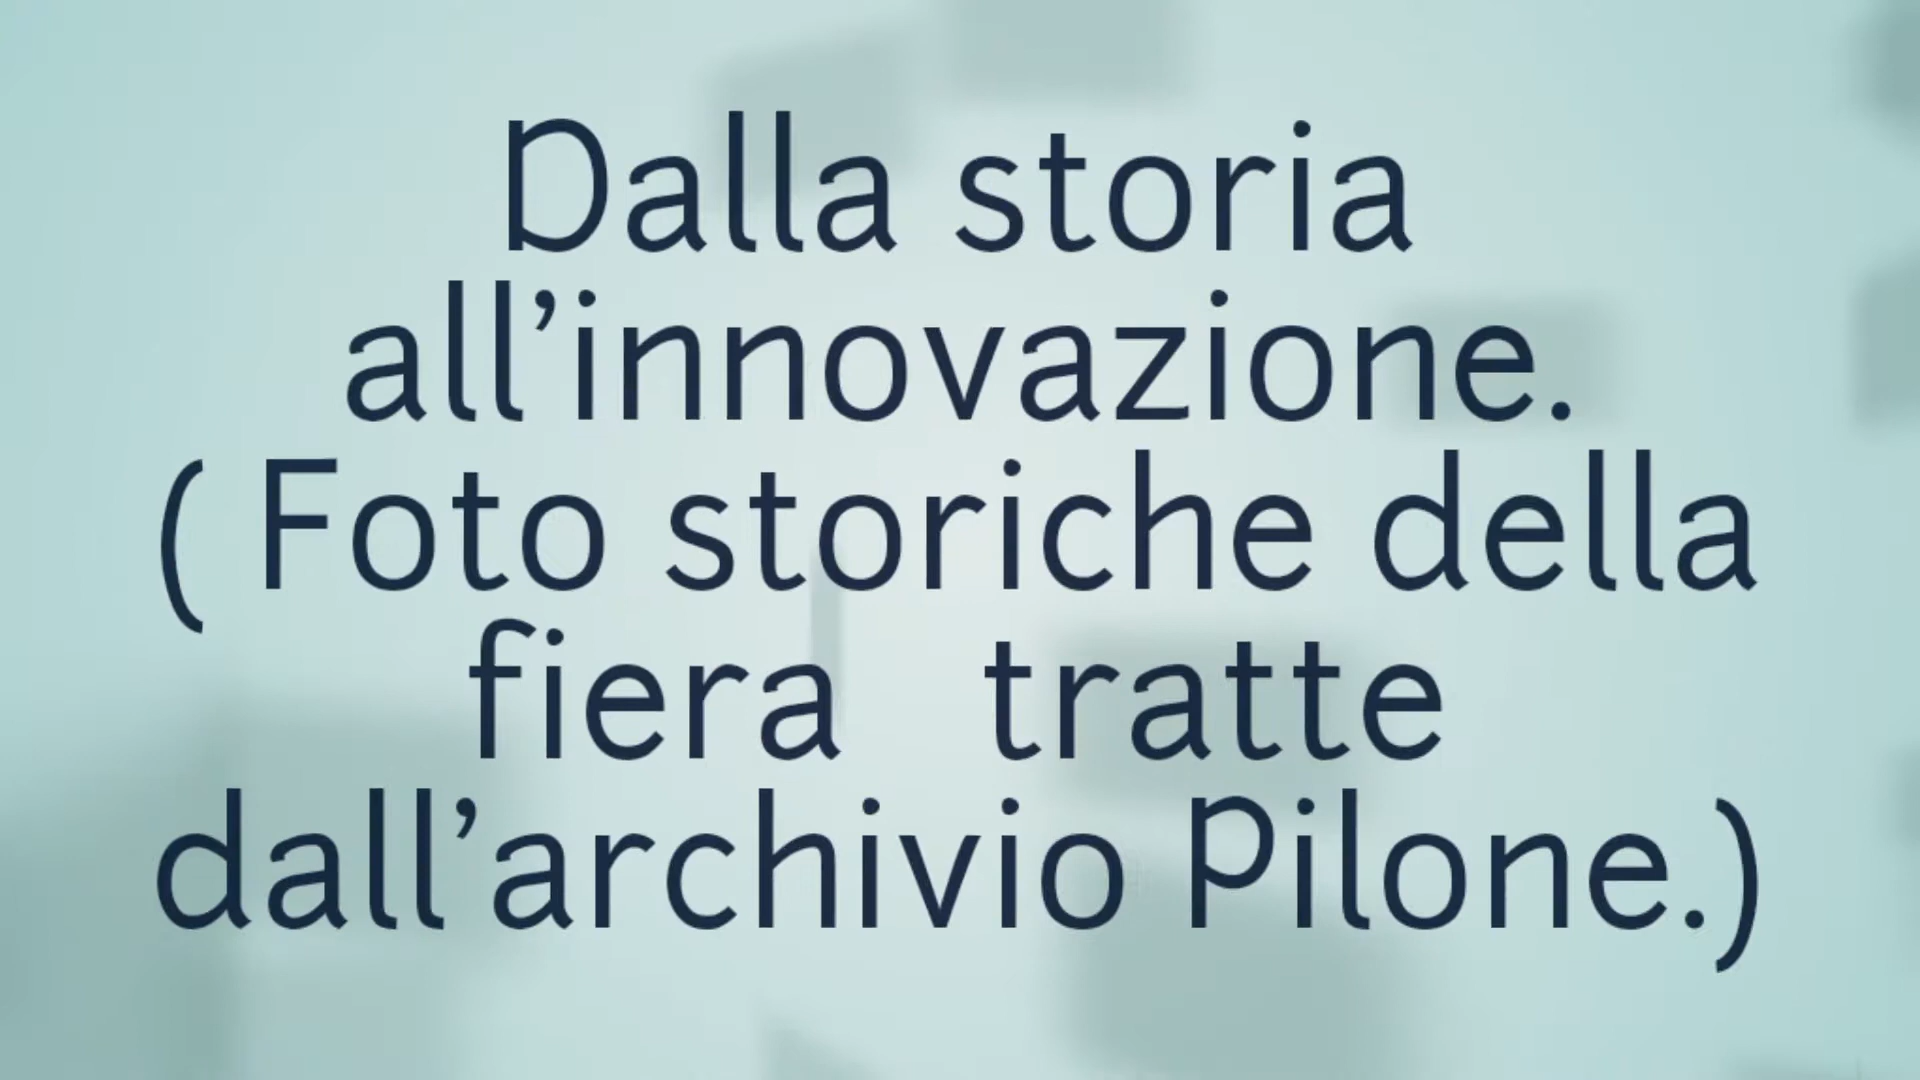 Dalla storia
all’innovazione.
( Foto storiche della
fiera   tratte
dall’archivio Pilone.)